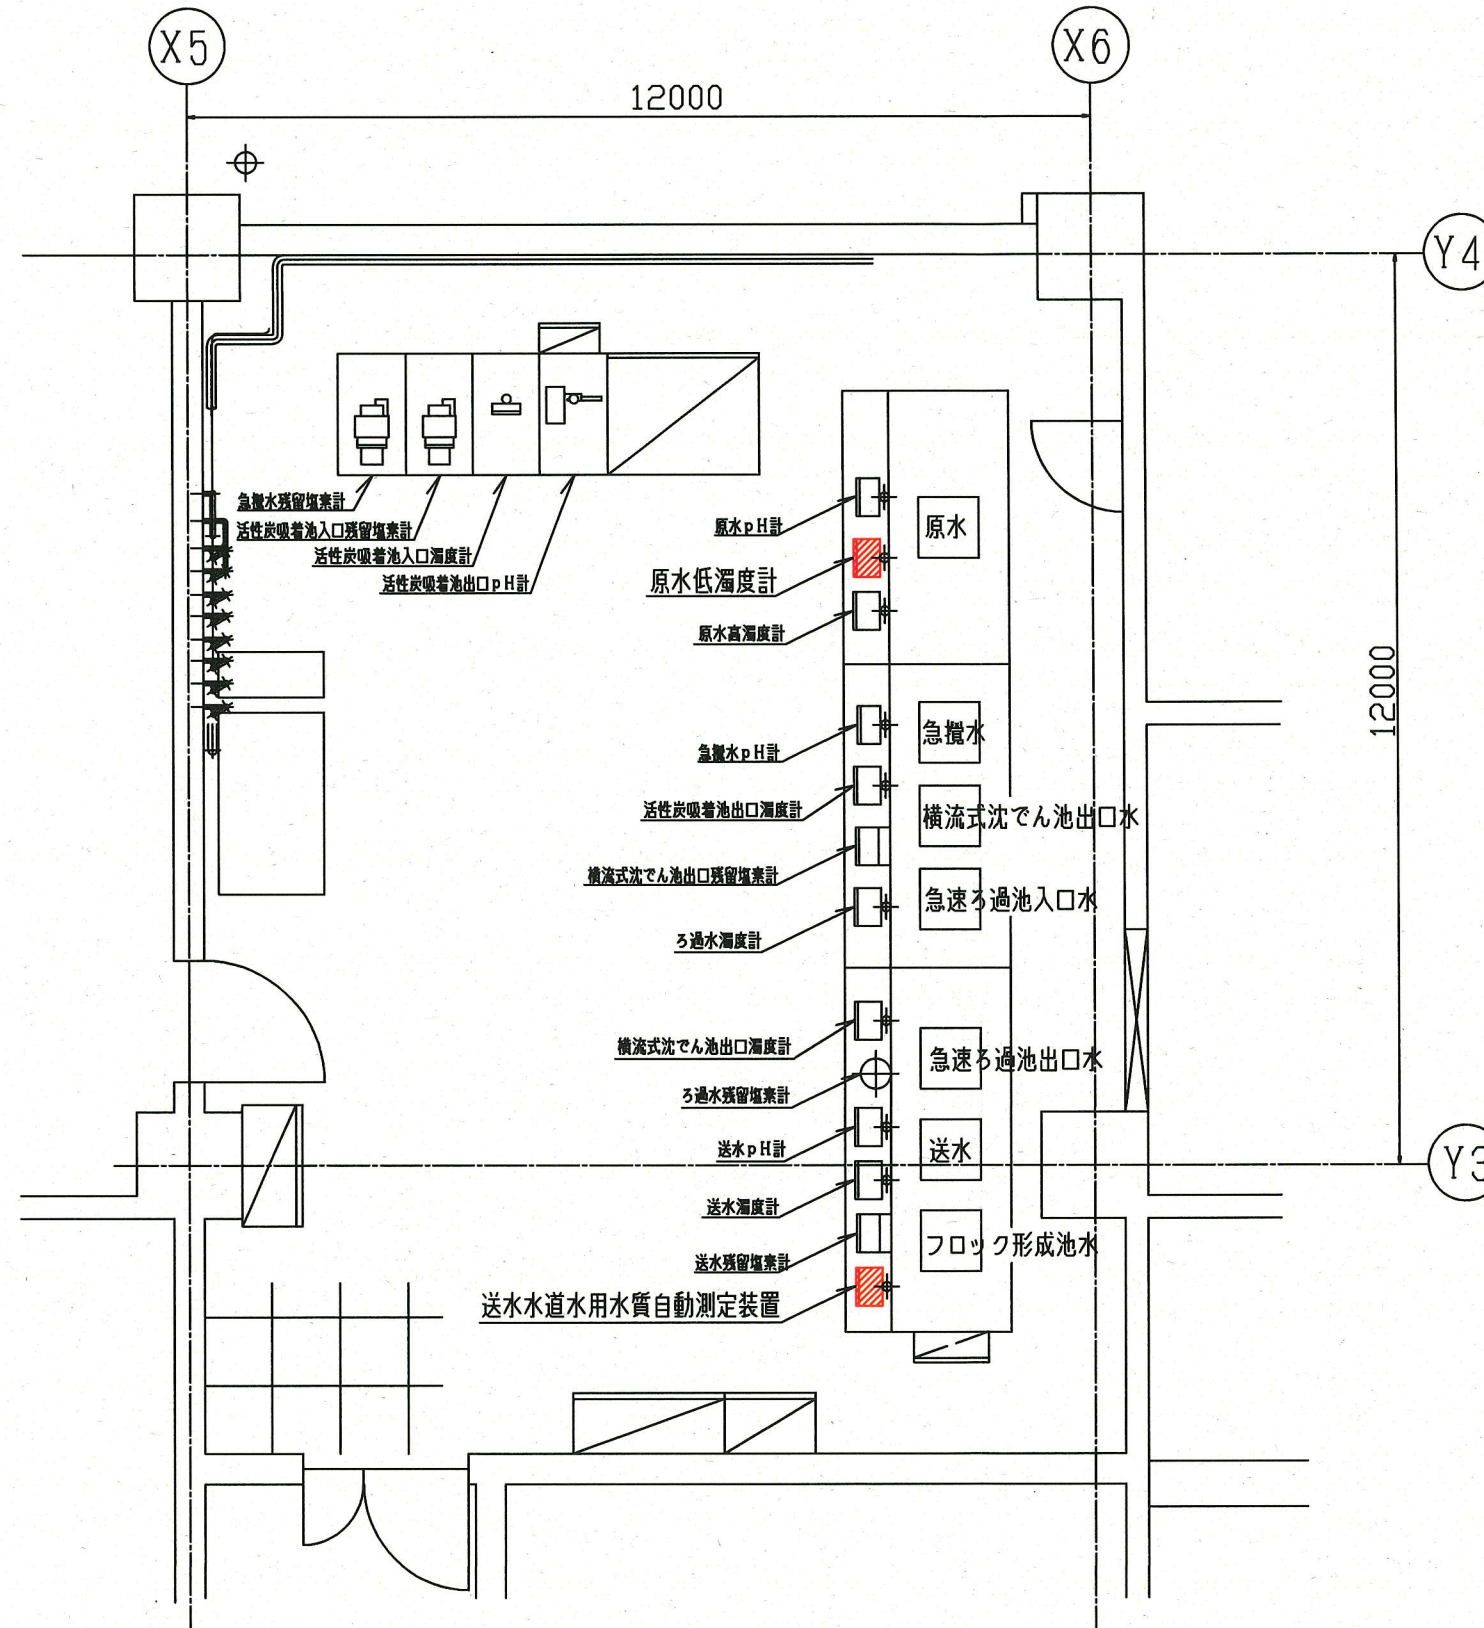 X5
X6
12000
Y4
急攪水残留塩素計
活性炭吸着池入口残留塩素計
活性炭吸着池入口濁度計
活性炭吸着池出口pH計
原水pH計
原水
原水低濁度計
原水高濁度計
12000
急攪水pH計
急攪水
活性炭吸着池出口濁度計
横流式沈でん池出口水
横流式沈でん池出口残留塩素計
急速ろ過池入口水
ろ過水濁度計
横流式沈でん池出口濁度計
急速ろ過池出口水
ろ過水残留塩素計
送水pH計
送水
Y3
送水濁度計
フロック形成池水
送水残留塩素計
送水水道水用水質自動測定装置